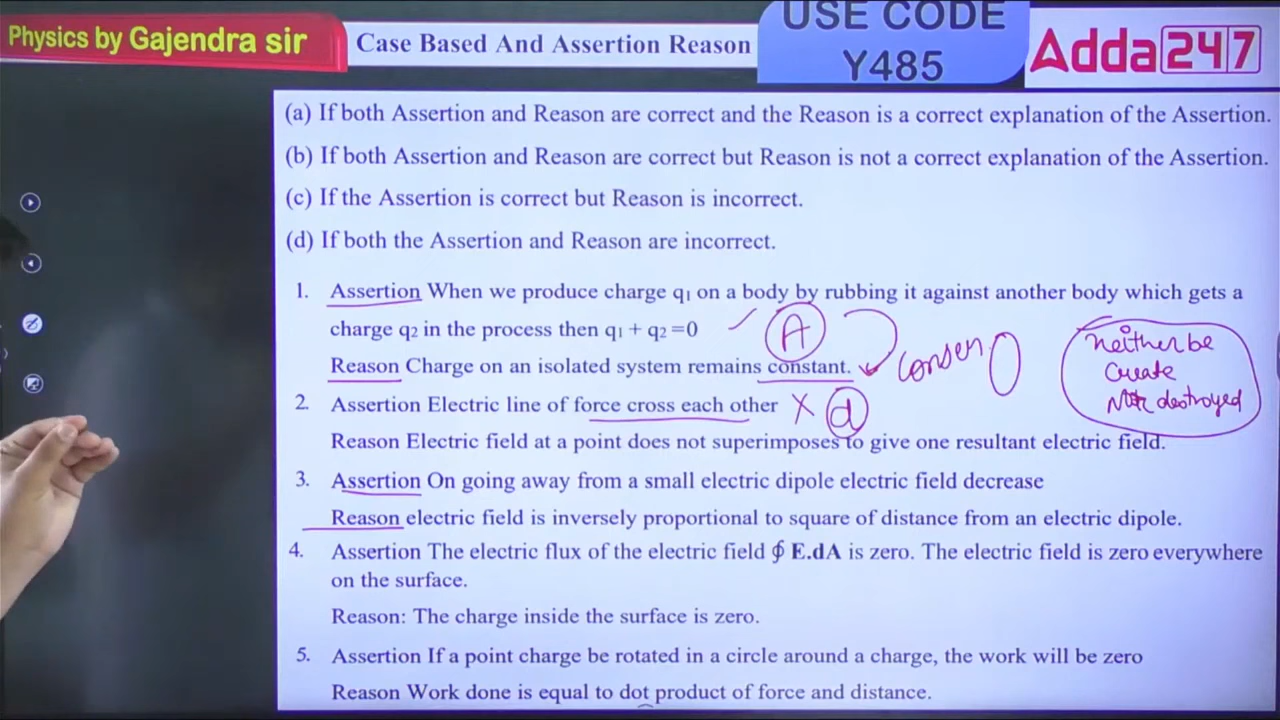 Physics by Gajendra sir
Case Based And Assertion Reason
USE CODE
Y485
Adda247
(a) If both Assertion and Reason are correct and the Reason is a correct explanation of the Assertion.
(b) If both Assertion and Reason are correct but Reason is not a correct explanation of the Assertion.
(c) If the Assertion is correct but Reason is incorrect.
(d) If both the Assertion and Reason are incorrect.
1. Assertion When we produce charge q₁ on a body by rubbing it against another body which gets a
charge q₂ in the process then q₁ + q₂ =0
A
Reason Charge on an isolated system remains constant.
conser
neither be
create
destroyed
2. Assertion Electric line of force cross each other
X d
Reason Electric field at a point does not superimposes to give one resultant electric field.
3. Assertion On going away from a small electric dipole electric field decrease
Reason electric field is inversely proportional to square of distance from an electric dipole.
4. Assertion The electric flux of the electric field ∮ E.dA is zero. The electric field is zero everywhere
on the surface.
Reason: The charge inside the surface is zero.
5. Assertion If a point charge be rotated in a circle around a charge, the work will be zero
Reason Work done is equal to dot product of force and distance.